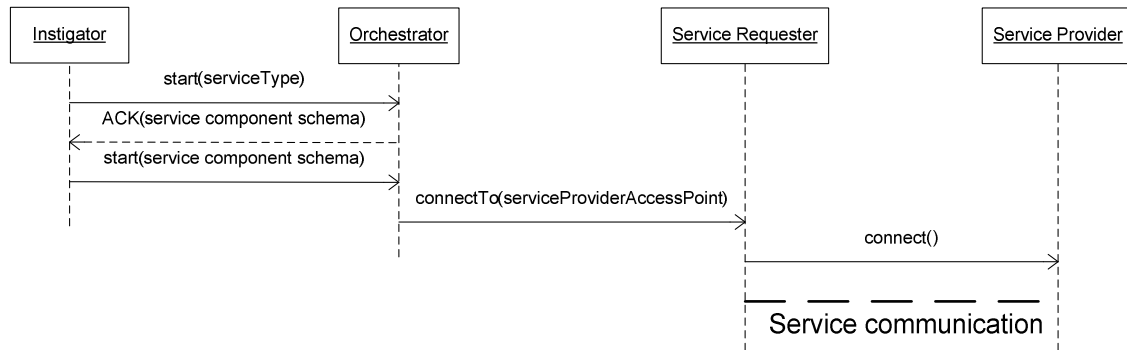 Instigator
Orchestrator
Service Requester
Service Provider
start(serviceType)
ACK(service component schema)
start(service component schema)
connectTo(serviceProviderAccessPoint)
connect()
Service communication